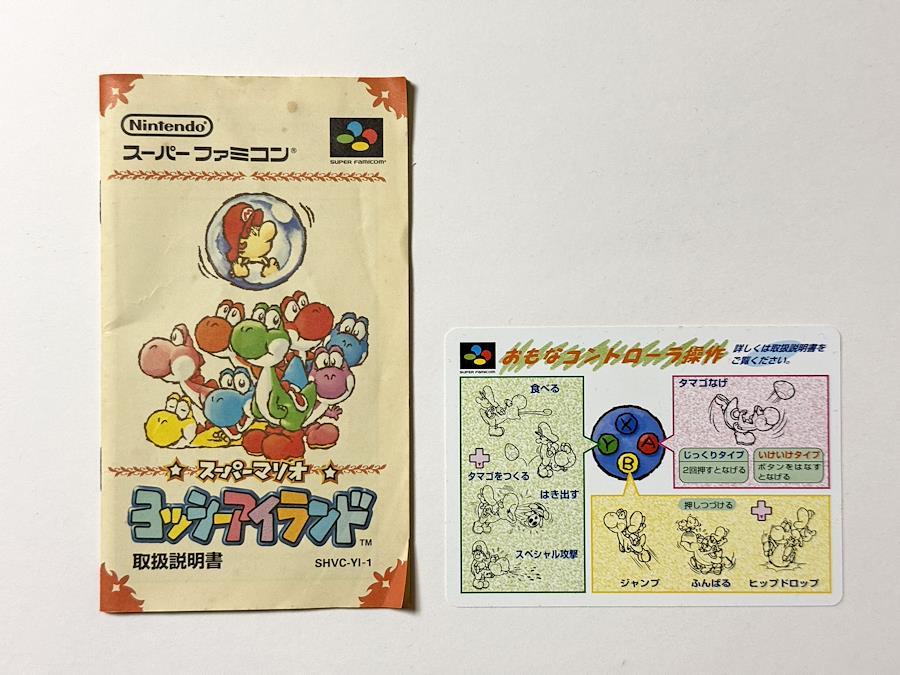 Nintendo®
スーパーファミコン®
SUPER FAMICOM®
スーパーマリオ
ヨッシーアイランド™
取扱説明書
SHVC-YI-1
SUPER FAMICOM
おもなコントローラ操作
詳しくは取扱説明書を
ご覧ください。
食べる
タマゴをつくる
はき出す
スペシャル攻撃
X
Y
A
B
タマゴなげ
じっくりタイプ
2回押すとなげる
いけいけタイプ
ボタンをはなす
となげる
押しつづける
ジャンプ
ふんばる
ヒップドロップ